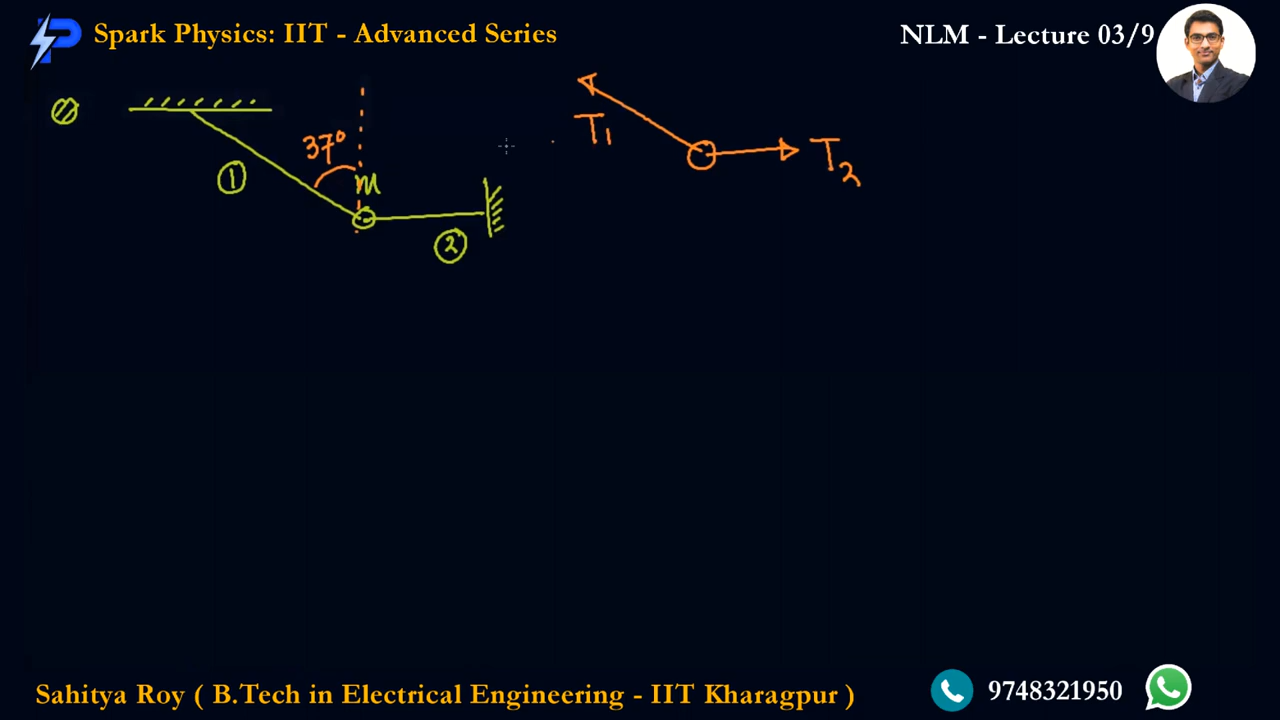 Spark Physics: IIT - Advanced Series
NLM - Lecture 03/9
37°
T₁
T₂
①
m
②
Sahitya Roy ( B.Tech in Electrical Engineering - IIT Kharagpur )
9748321950